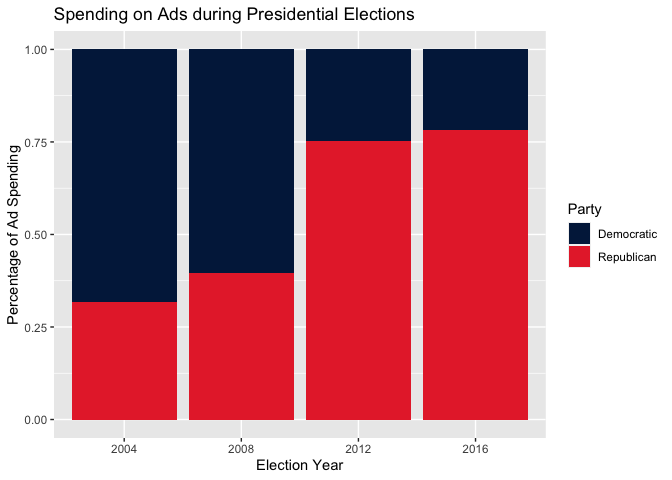 Spending on Ads during Presidential Elections
Percentage of Ad Spending
1.00
0.75
0.50
0.25
0.00
2004 2008 2012 2016
Election Year
Party
Democratic
Republican